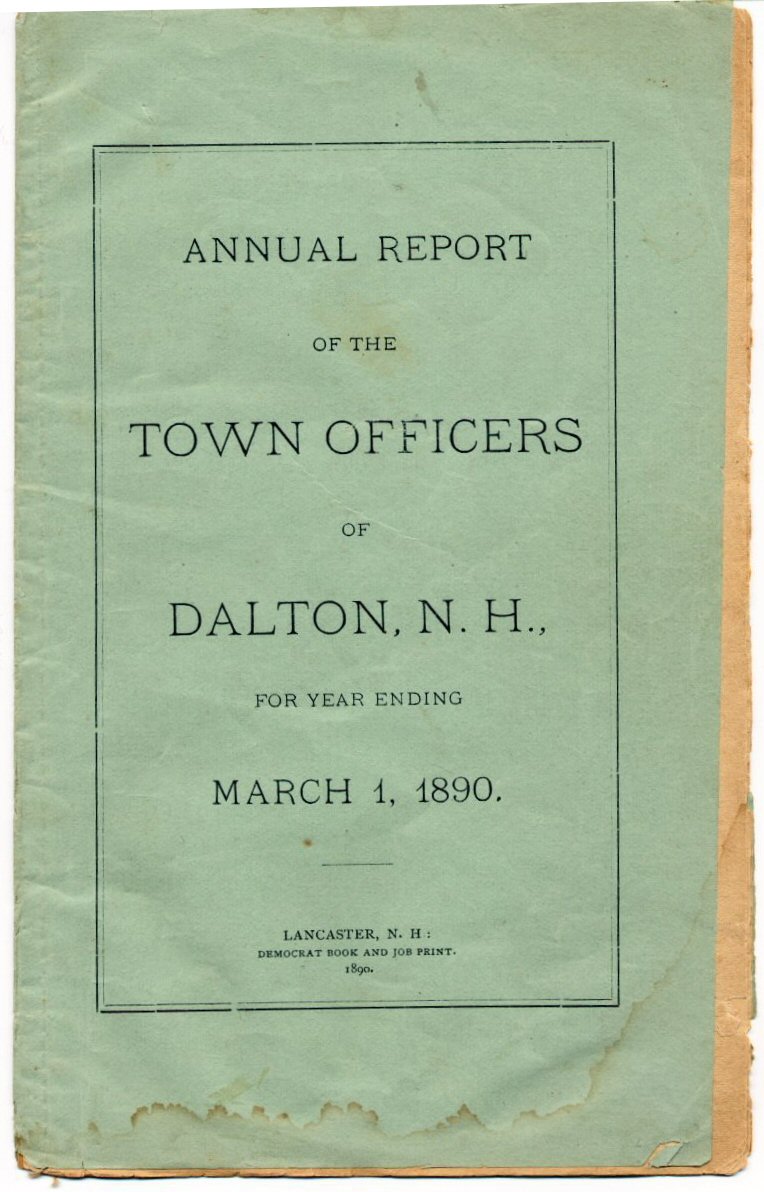 ANNUAL REPORT
OF THE
TOWN OFFICERS
OF
DALTON, N. H.,
FOR YEAR ENDING
MARCH 1, 1890.
LANCASTER, N. H :
DEMOCRAT BOOK AND JOB PRINT.
1890.